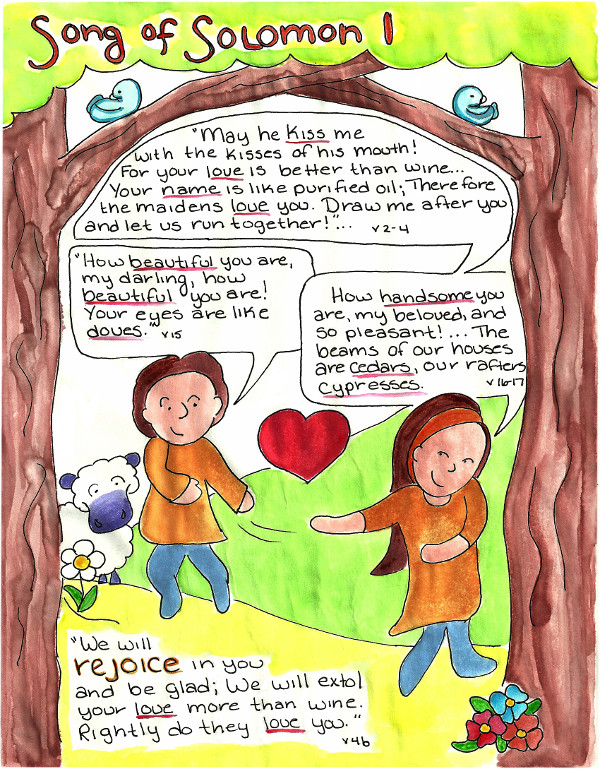 Song of Solomon 1
"May he Kiss me
with the kisses of his mouth!
For your love is better than wine...
Your name is like purified oil; Therefore
the maidens love you. Draw me after you
and let us run together!"... v2-4
"How beautiful you are,
my darling, how
beautiful you are!
Your eyes are like
doves." v15
How handsome you
are, my beloved, and
so pleasant! ... The
beams of our houses
are cedars, our rafters
cypresses. v16-17
"We will
rejoice in you
and be glad; We will extol
your love more than wine.
Rightly do they love you."
v4b